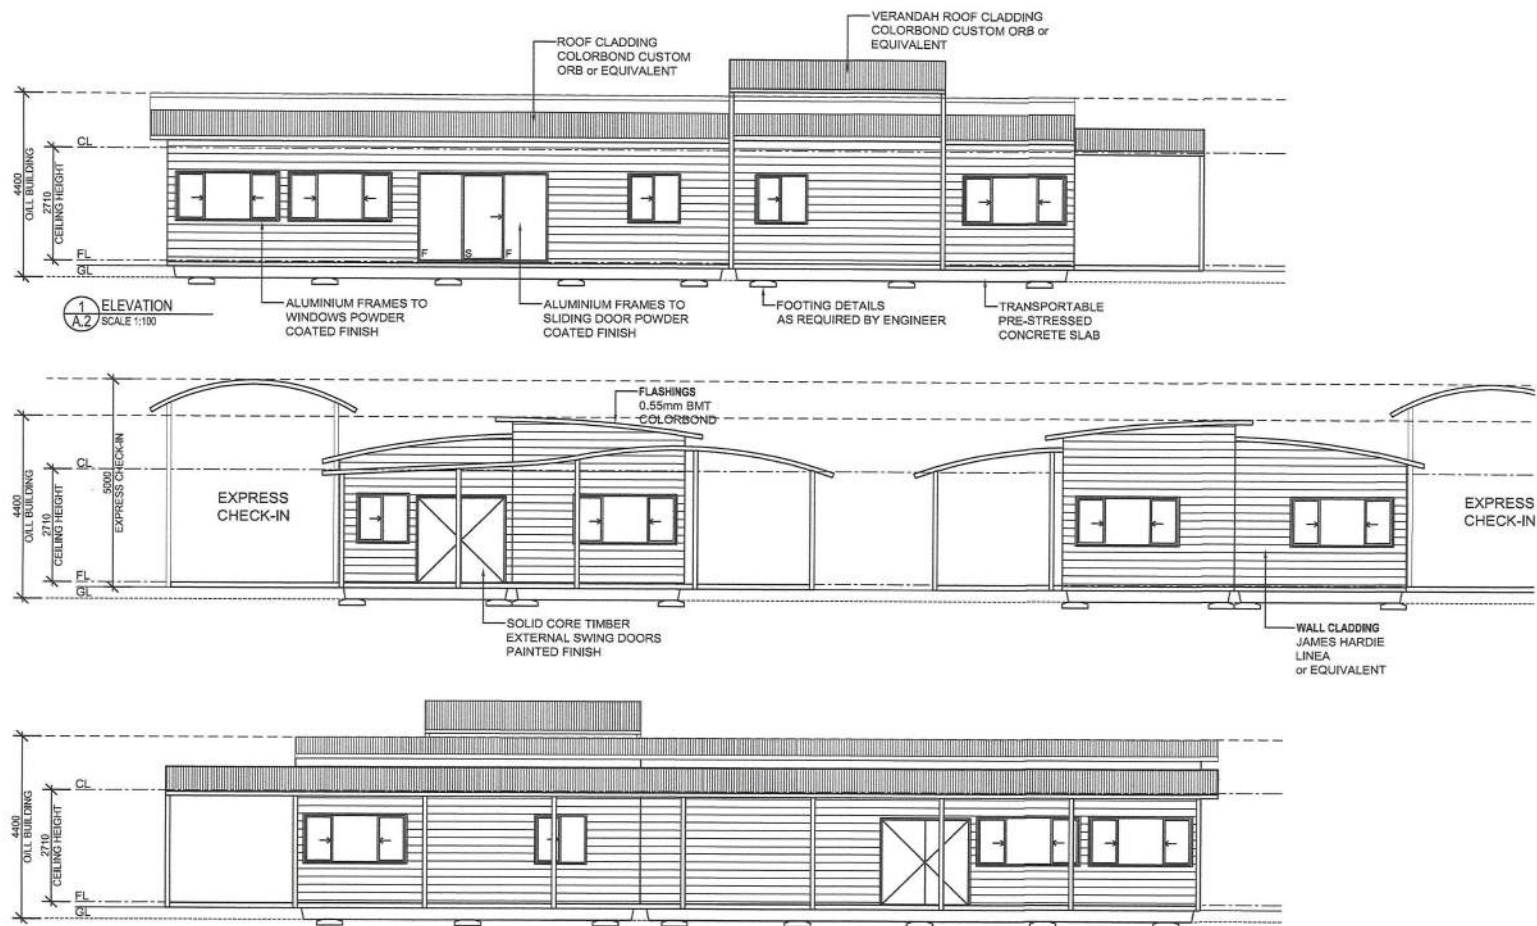 VERANDAH ROOF CLADDING
COLORBOND CUSTOM ORB or
EQUIVALENT
ROOF CLADDING
COLORBOND CUSTOM
ORB or EQUIVALENT
4400
O/LL BUILDING
2710
CEILING HEIGHT
CL
FL
GL
F
S
F
1
A.2
ELEVATION
SCALE 1:100
ALUMINIUM FRAMES TO
WINDOWS POWDER
COATED FINISH
ALUMINIUM FRAMES TO
SLIDING DOOR POWDER
COATED FINISH
FOOTING DETAILS
AS REQUIRED BY ENGINEER
TRANSPORTABLE
PRE-STRESSED
CONCRETE SLAB
FLASHINGS
0.55mm BMT
COLORBOND
4400
O/LL BUILDING
2710
CEILING HEIGHT
5000
EXPRESS CHECK-IN
CL
FL
GL
EXPRESS
CHECK-IN
EXPRESS
CHECK-IN
SOLID CORE TIMBER
EXTERNAL SWING DOORS
PAINTED FINISH
WALL CLADDING
JAMES HARDIE
LINEA
or EQUIVALENT
4400
O/LL BUILDING
2710
CEILING HEIGHT
CL
FL
GL